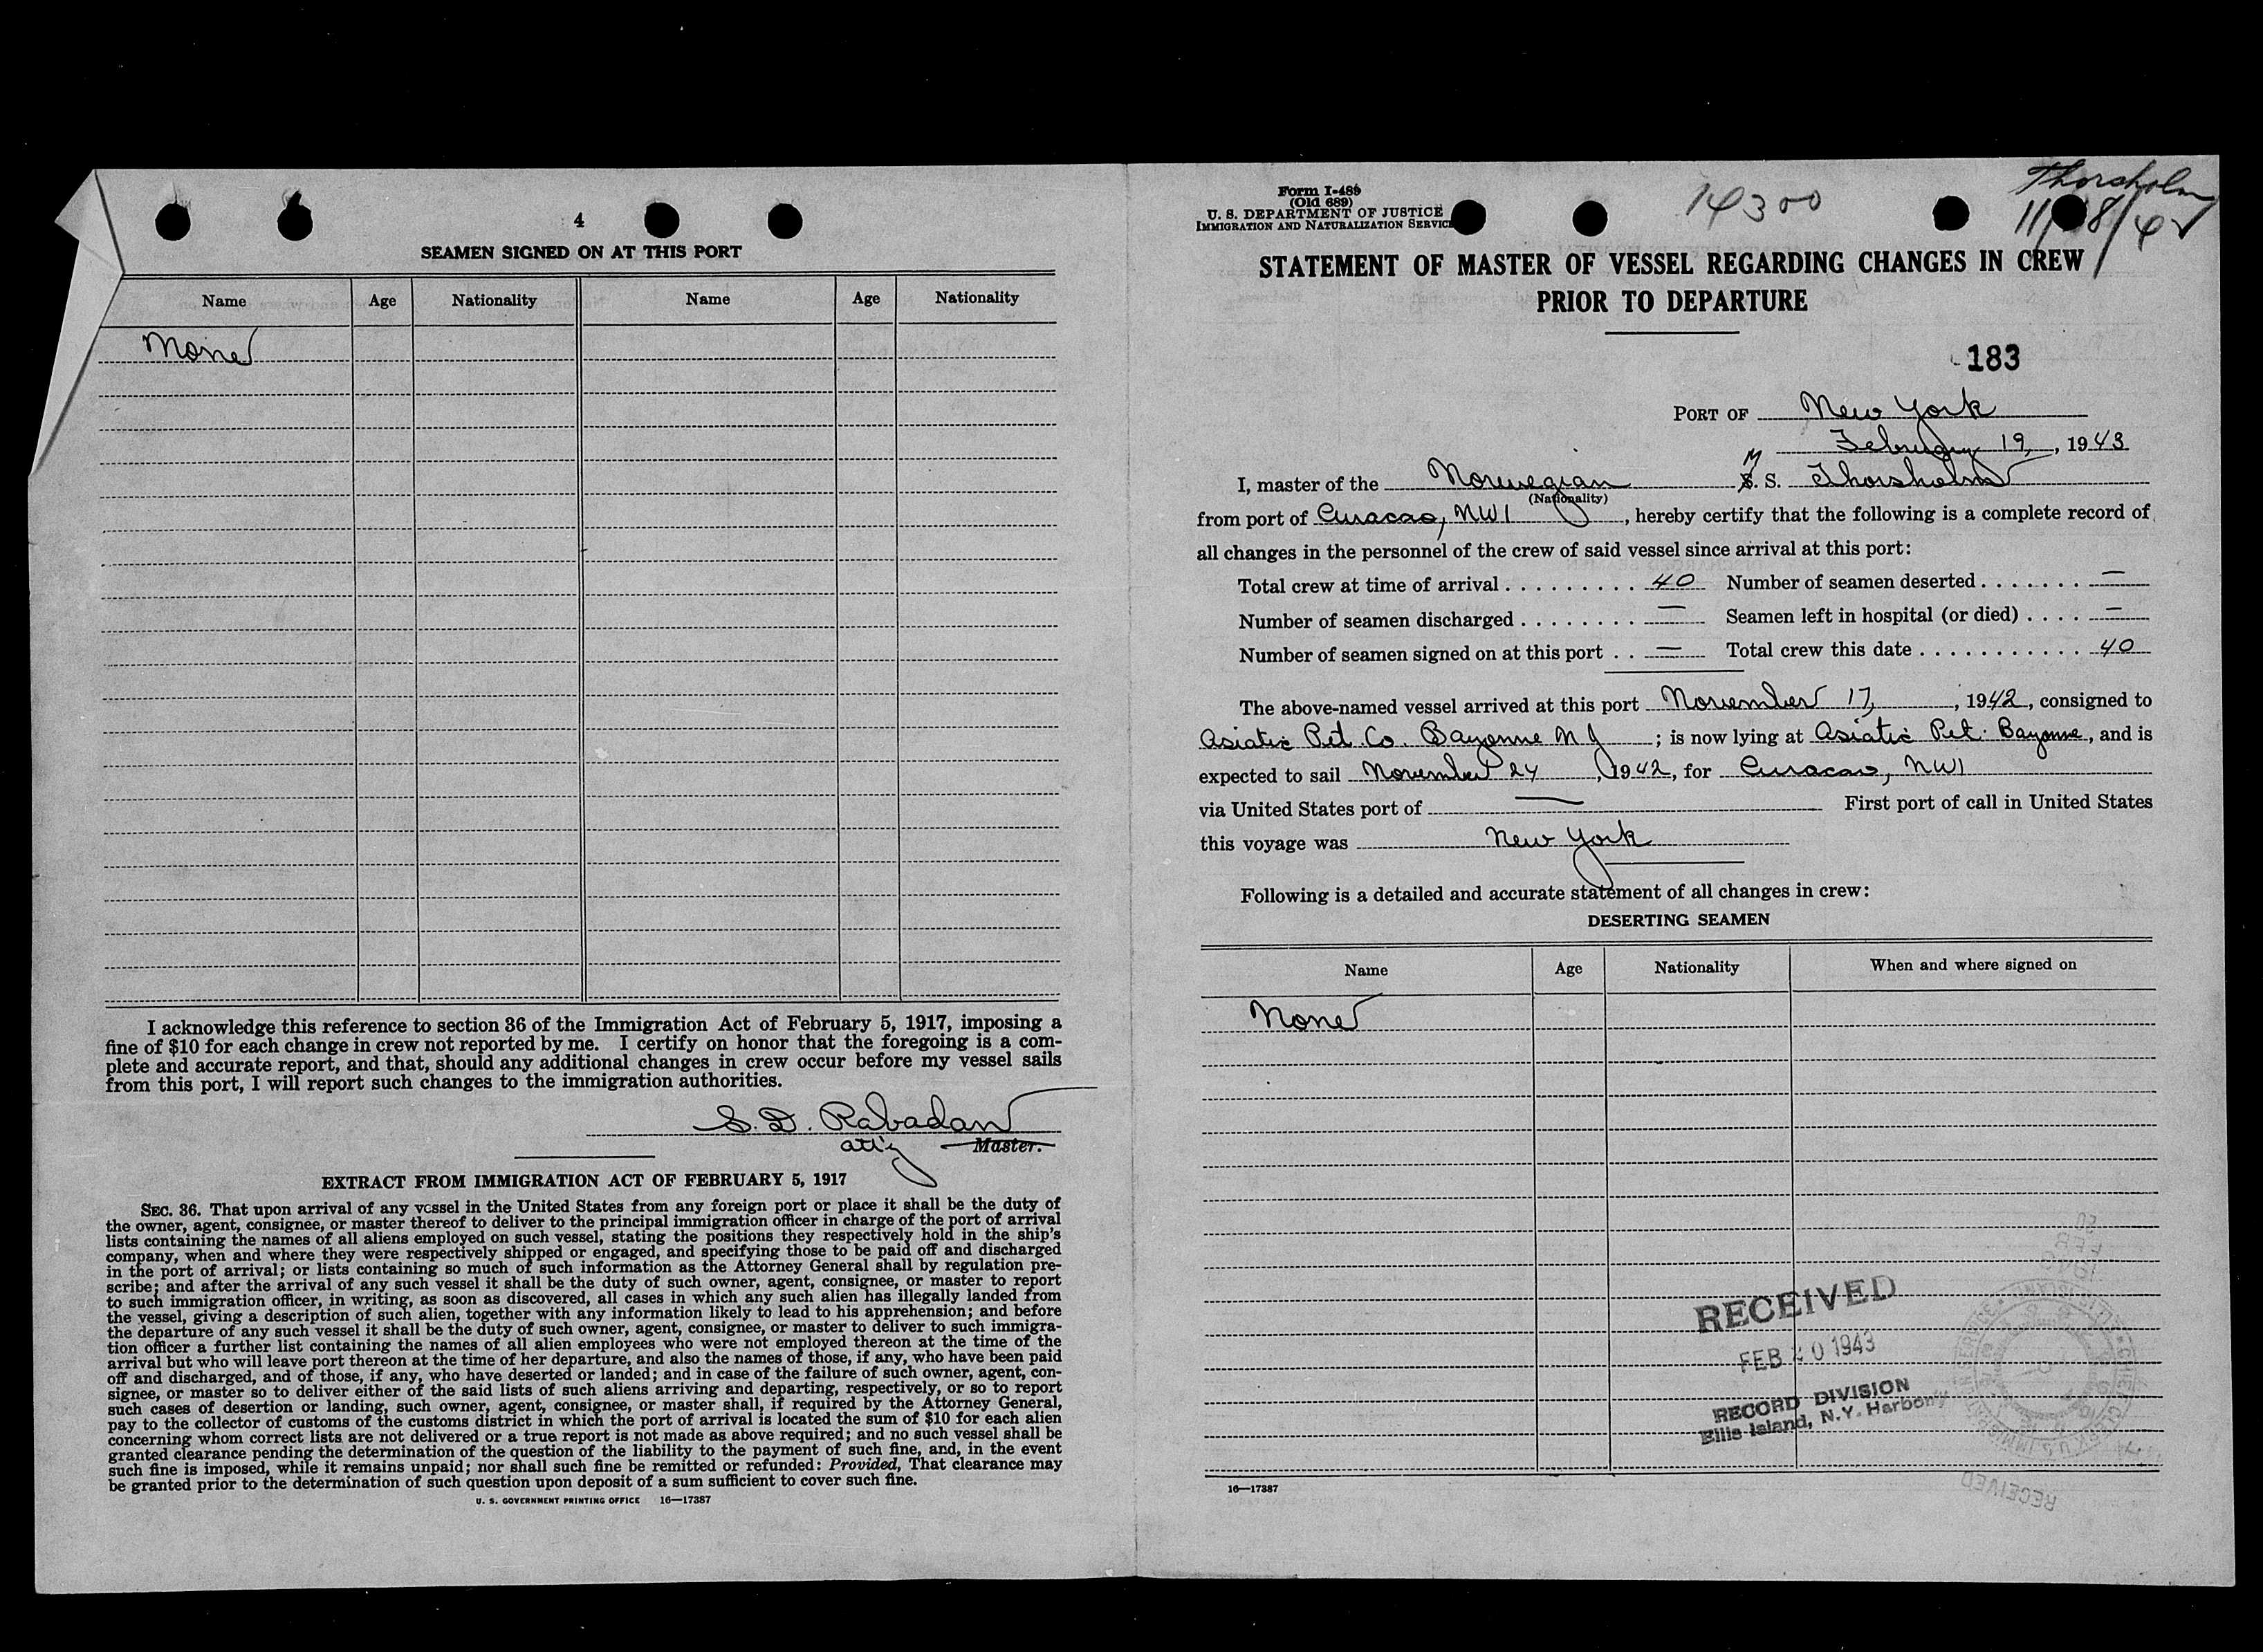 4
SEAMEN SIGNED ON AT THIS PORT
Name Age Nationality Name Age Nationality
None
I acknowledge this reference to section 36 of the Immigration Act of February 5, 1917, imposing a
fine of $10 for each change in crew not reported by me. I certify on honor that the foregoing is a com-
plete and accurate report, and that, should any additional changes in crew occur before my vessel sails
from this port, I will report such changes to the immigration authorities.
S. D. Rabadan
att'y Master.
EXTRACT FROM IMMIGRATION ACT OF FEBRUARY 5, 1917
SEC. 36. That upon arrival of any vessel in the United States from any foreign port or place it shall be the duty of
the owner, agent, consignee, or master thereof to deliver to the principal immigration officer in charge of the port of arrival
lists containing the names of all aliens employed on such vessel, stating the positions they respectively hold in the ship's
company, when and where they were respectively shipped or engaged, and specifying those to be paid off and discharged
in the port of arrival; or lists containing so much of such information as the Attorney General shall by regulation pre-
scribe; and after the arrival of any such vessel it shall be the duty of such owner, agent, consignee, or master to report
to such immigration officer, in writing, as soon as discovered, all cases in which any such alien has illegally landed from
the vessel, giving a description of such alien, together with any information likely to lead to his apprehension; and before
the departure of any such vessel it shall be the duty of such owner, agent, consignee, or master to deliver to such immigra-
tion officer a further list containing the names of all alien employees who were not employed thereon at the time of the
arrival but who will leave port thereon at the time of her departure, and also the names of those, if any, who have been paid
off and discharged, and of those, if any, who have deserted or landed; and in case of the failure of such owner, agent, con-
signee, or master so to deliver either of the said lists of such aliens arriving and departing, respectively, or so to report
such cases of desertion or landing, such owner, agent, consignee, or master shall, if required by the Attorney General,
pay to the collector of customs of the customs district in which the port of arrival is located the sum of $10 for each alien
concerning whom correct lists are not delivered or a true report is not made as above required; and no such vessel shall be
granted clearance pending the determination of the question of the liability to the payment of such fine, and, in the event
such fine is imposed, while it remains unpaid; nor shall such fine be remitted or refunded: Provided, That clearance may
be granted prior to the determination of such question upon deposit of a sum sufficient to cover such fine.
U. S. GOVERNMENT PRINTING OFFICE 16—17387
Form I-489
(Old 689)
U. S. DEPARTMENT OF JUSTICE
IMMIGRATION AND NATURALIZATION SERVICE
14300
Thorsholm
STATEMENT OF MASTER OF VESSEL REGARDING CHANGES IN CREW
PRIOR TO DEPARTURE
183
PORT OF New York
February 19, 1943
I, master of the Norwegian M S. S. Thorsholm
(Nationality)
from port of Curacao, NWI, hereby certify that the following is a complete record of
all changes in the personnel of the crew of said vessel since arrival at this port:
Total crew at time of arrival . . . . . . . . . 40 Number of seamen deserted . . . . . . . —
Number of seamen discharged . . . . . . . . — Seamen left in hospital (or died) . . . . —
Number of seamen signed on at this port . . — Total crew this date . . . . . . . . . . . 40
The above-named vessel arrived at this port November 17, 1942, consigned to
Asiatic Pet. Co. Bayonne N J; is now lying at Asiatic Pet. Bayonne, and is
expected to sail November 24, 1942, for Curacao, NWI
via United States port of — First port of call in United States
this voyage was New York
Following is a detailed and accurate statement of all changes in crew:
DESERTING SEAMEN
Name Age Nationality When and where signed on
None
RECEIVED
FEB 20 1943
RECORD DIVISION
Ellis Island, N.Y. Harbor
16—17387
RECEIVED